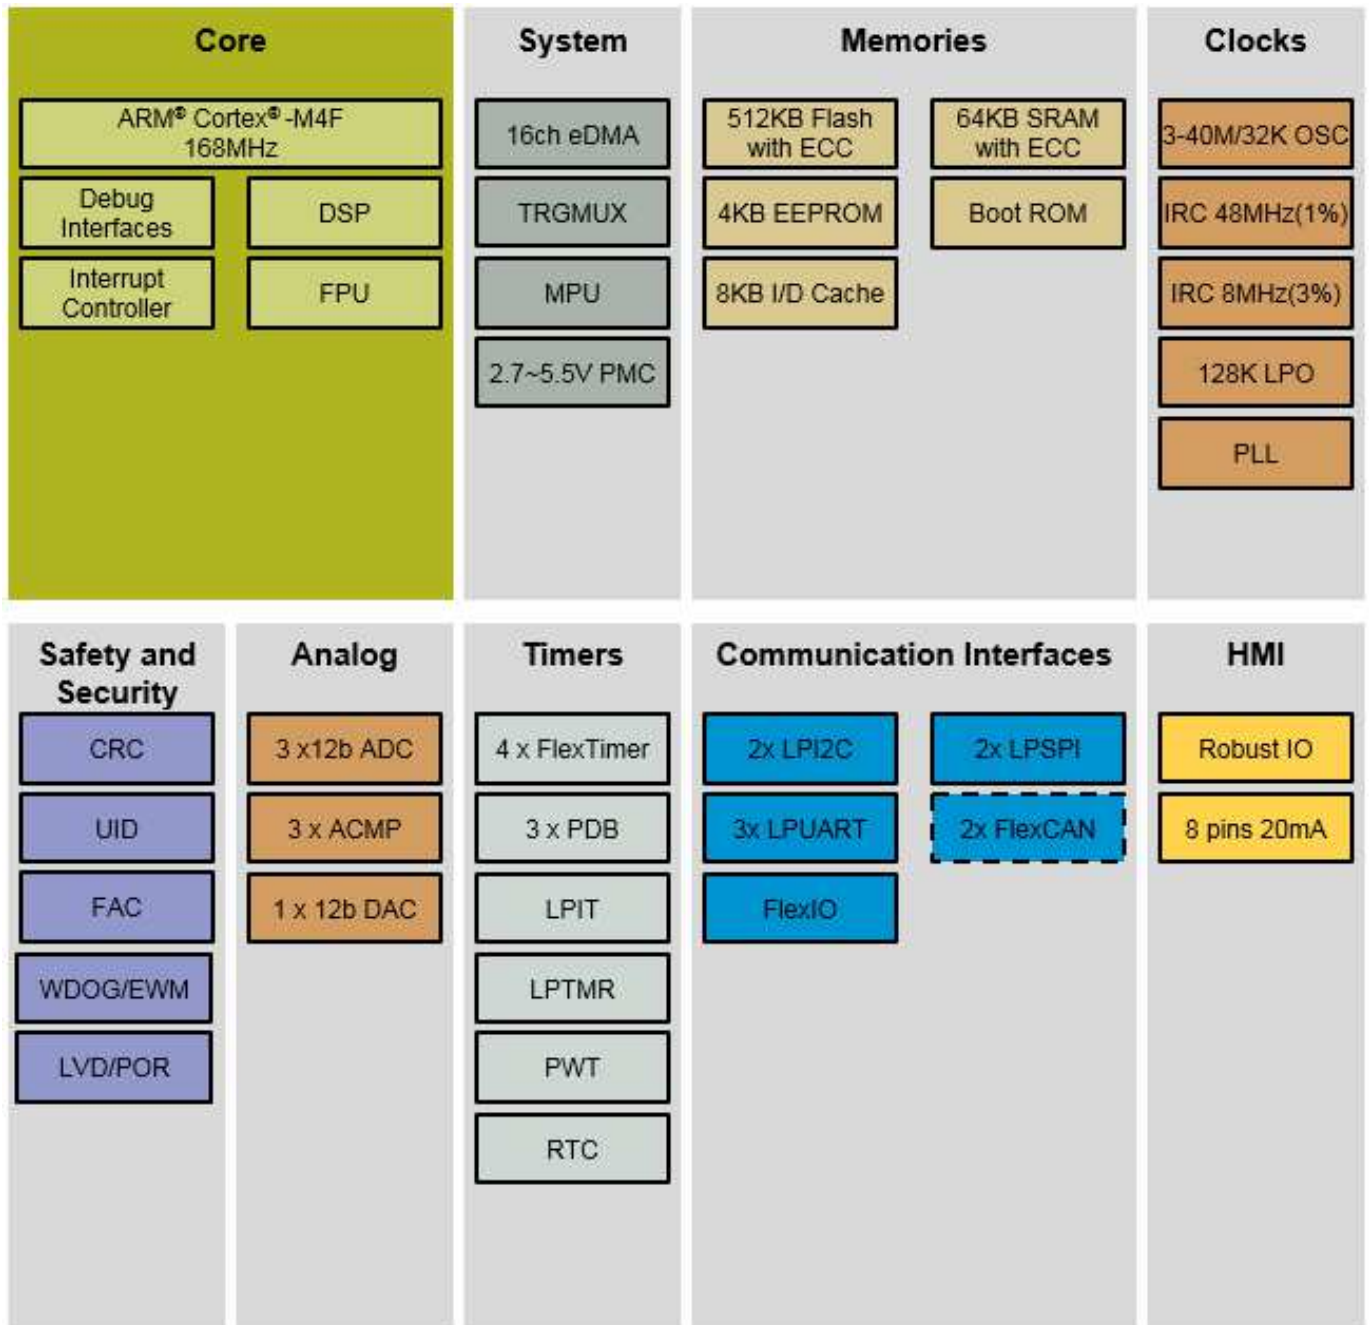 Core
ARM® Cortex® -M4F
168MHz
Debug
Interfaces
DSP
Interrupt
Controller
FPU
System
16ch eDMA
TRGMUX
MPU
2.7~5.5V PMC
Memories
512KB Flash
with ECC
64KB SRAM
with ECC
4KB EEPROM
Boot ROM
8KB I/D Cache
Clocks
3-40M/32K OSC
IRC 48MHz(1%)
IRC 8MHz(3%)
128K LPO
PLL
Safety and
Security
CRC
UID
FAC
WDOG/EWM
LVD/POR
Analog
3 x12b ADC
3 x ACMP
1 x 12b DAC
Timers
4 x FlexTimer
3 x PDB
LPIT
LPTMR
PWT
RTC
Communication Interfaces
2x LPI2C
2x LPSPI
3x LPUART
2x FlexCAN
FlexIO
HMI
Robust IO
8 pins 20mA